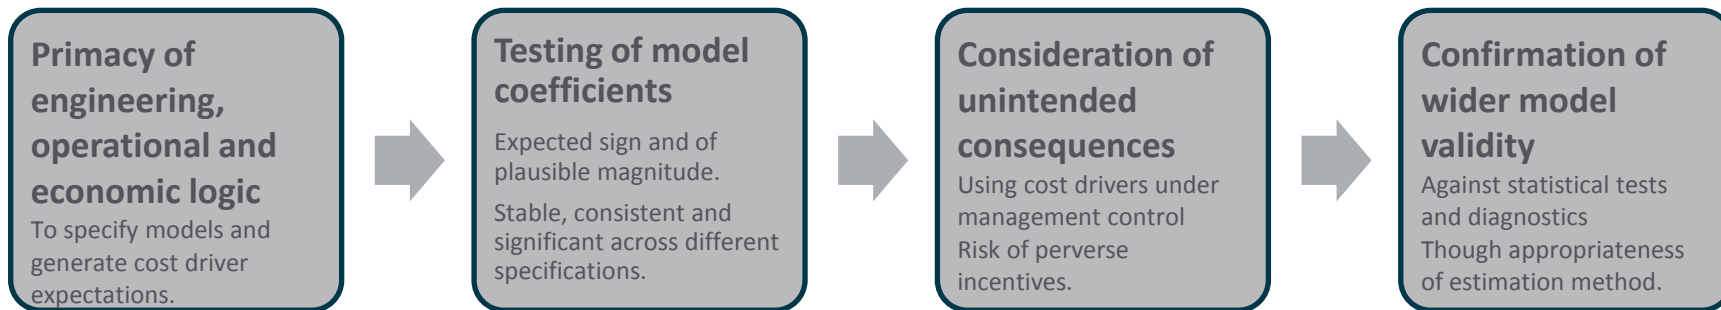 Primacy of
engineering,
operational and
economic logic
To specify models and
generate cost driver
expectations.
Testing of model
coefficients
Expected sign and of
plausible magnitude.
Stable, consistent and
significant across different
specifications.
Consideration of
unintended
consequences
Using cost drivers under
management control
Risk of perverse
incentives.
Confirmation of
wider model
validity
Against statistical tests
and diagnostics
Though appropriateness
of estimation method.